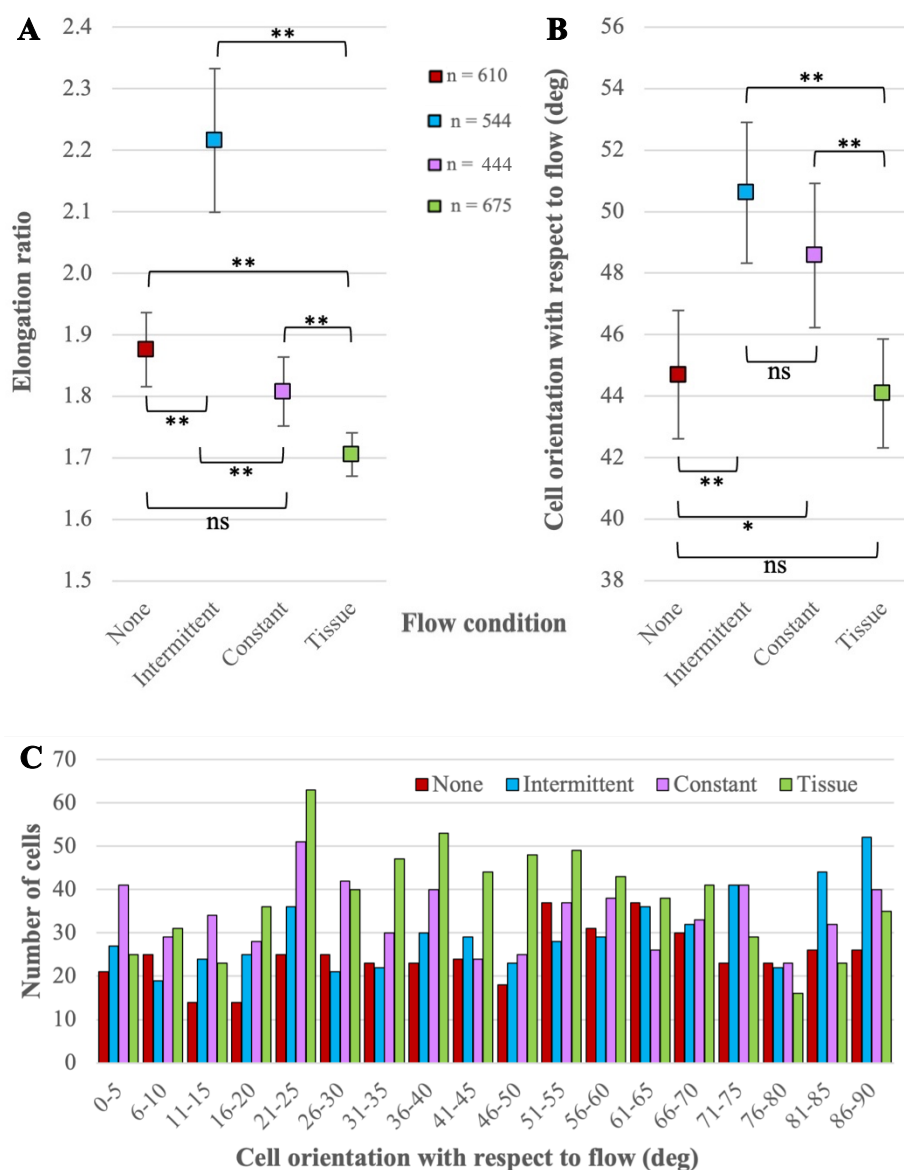 A
Elongation ratio
2.4
2.3
2.2
2.1
2.0
1.9
1.8
1.7
1.6
1.5
**
**
**
**
**
ns
None
Intermittent
Constant
Tissue
n = 610
n = 544
n = 444
n = 675
Flow condition
B
Cell orientation with respect to flow (deg)
56
54
52
50
48
46
44
42
40
38
**
**
ns
**
*
ns
None
Intermittent
Constant
Tissue
C
Number of cells
70
60
50
40
30
20
10
0
None Intermittent Constant Tissue
0-5
6-10
11-15
16-20
21-25
26-30
31-35
36-40
41-45
46-50
51-55
56-60
61-65
66-70
71-75
76-80
81-85
86-90
Cell orientation with respect to flow (deg)